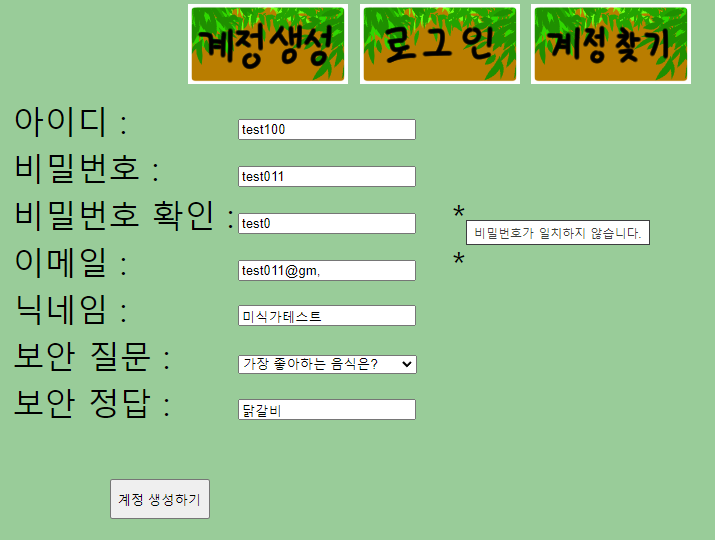 계정생성 로그인 계정 찾기
아이디 : test100
비밀번호 : test011
비밀번호 확인 : test0 *
비밀번호가 일치하지 않습니다.
이메일 : test011@gm, *
닉네임 : 미식가테스트
보안 질문 : 가장 좋아하는 음식은?
보안 정답 : 닭갈비
계정 생성하기